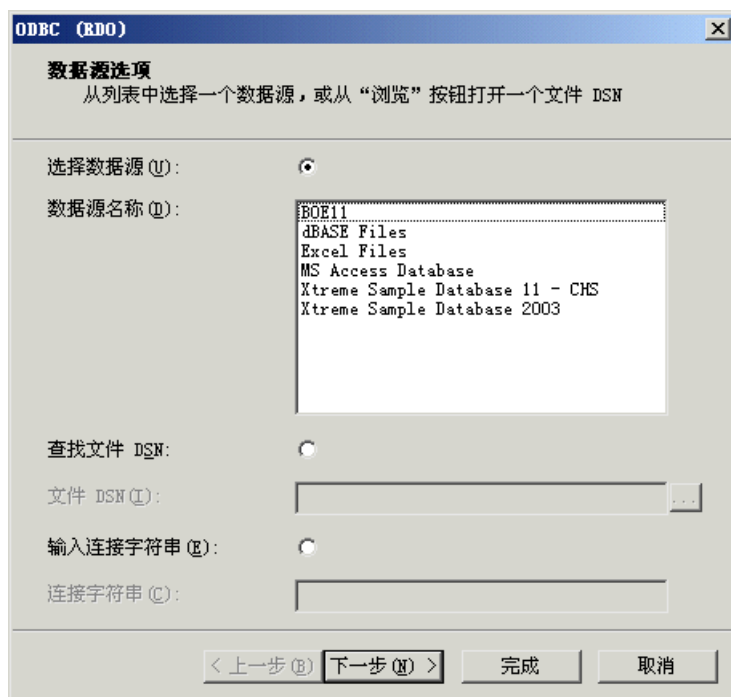 ODBC (RDO)
数据源选项
从列表中选择一个数据源，或从“浏览”按钮打开一个文件 DSN
选择数据源(U):
数据源名称(D):
BOE11
dBASE Files
Excel Files
MS Access Database
Xtreme Sample Database 11 - CHS
Xtreme Sample Database 2003
查找文件 DSN:
文件 DSN(I):
...
输入连接字符串(E):
连接字符串(C):
< 上一步(B) 下一步(N) > 完成 取消